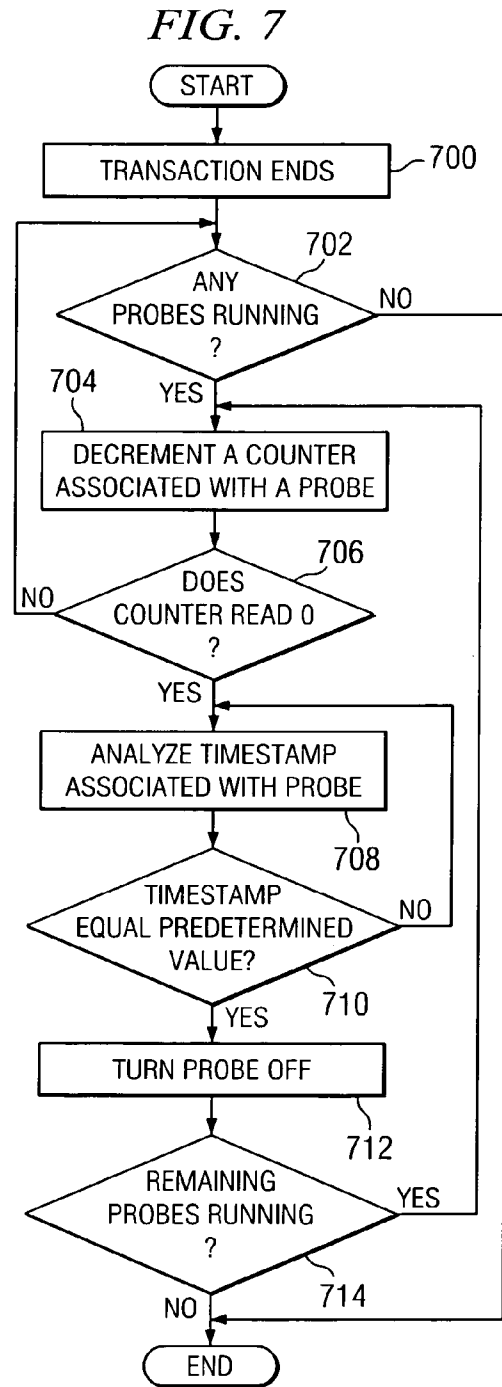 FIG. 7
START
TRANSACTION ENDS
700
702
ANY
PROBES RUNNING
?
NO
YES
704
DECREMENT A COUNTER
ASSOCIATED WITH A PROBE
706
DOES
COUNTER READ 0
?
NO
YES
ANALYZE TIMESTAMP
ASSOCIATED WITH PROBE
708
TIMESTAMP
EQUAL PREDETERMINED
VALUE?
NO
710
YES
TURN PROBE OFF
712
REMAINING
PROBES RUNNING
?
YES
714
NO
END